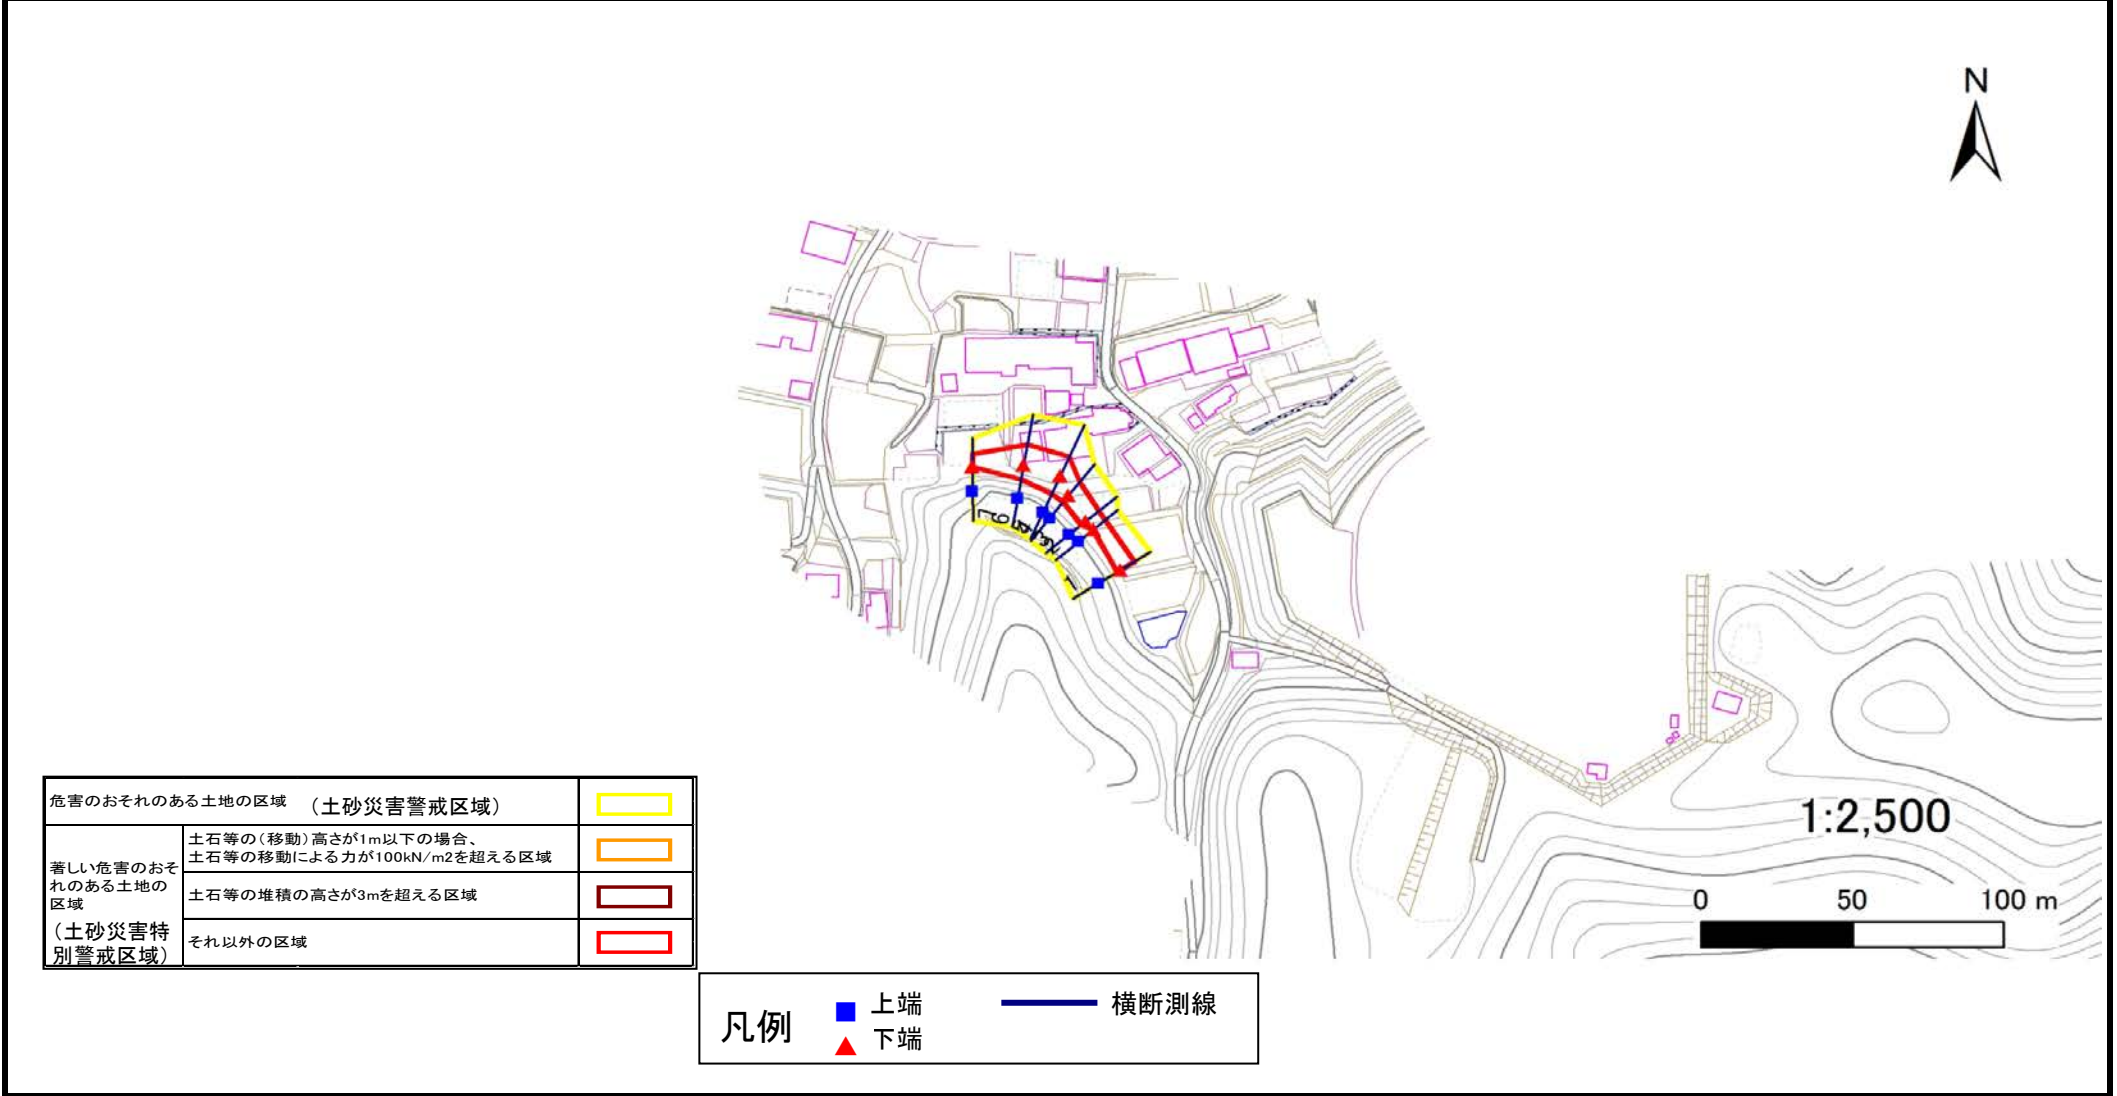 N
危害のおそれのある土地の区域 (土砂災害警戒区域)
著しい危害のおそ
れのある土地の
区域
(土砂災害特
別警戒区域)
土石等の(移動)高さが1m以下の場合、
土石等の移動による力が100kN/m2を超える区域
土石等の堆積の高さが3mを超える区域
それ以外の区域
1:2,500
0 50 100 m
凡例
上端
下端
横断測線